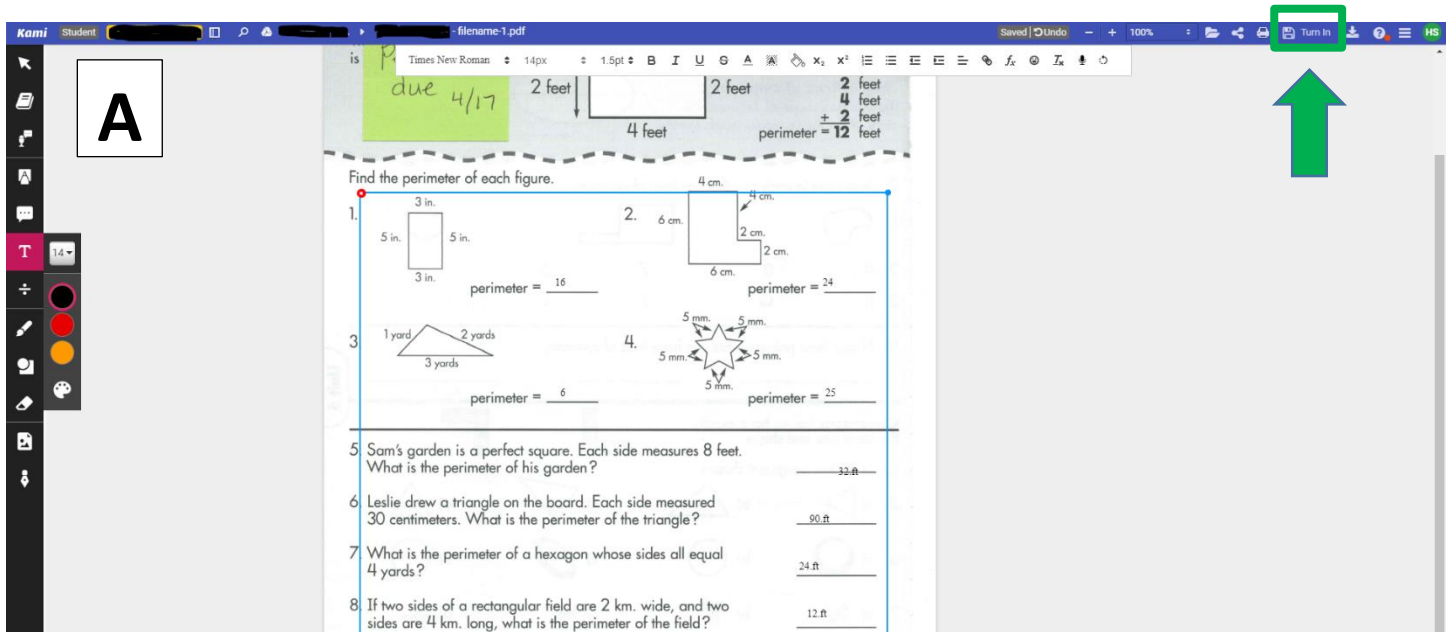 Kami Student - filename-1.pdf Saved | Undo − + 100% Turn In HS
Times New Roman 14px 1.5pt B I U S A A X₂ X² fx Tx
A
is
due 4/17
2 feet 2 feet
4 feet
2 feet
4 feet
+ 2 feet
perimeter = 12 feet
T 14
Find the perimeter of each figure.
1. 3 in.
5 in. 5 in.
3 in.
perimeter = 16
2. 4 cm.
4 cm.
6 cm.
2 cm.
2 cm.
6 cm.
perimeter = 24
3 1 yard 2 yards
3 yards
perimeter = 6
4. 5 mm. 5 mm.
5 mm. 5 mm.
5 mm.
perimeter = 25
5 Sam's garden is a perfect square. Each side measures 8 feet.
What is the perimeter of his garden? 32.ft
6 Leslie drew a triangle on the board. Each side measured
30 centimeters. What is the perimeter of the triangle? 90.ft
7 What is the perimeter of a hexagon whose sides all equal
4 yards? 24.ft
8 If two sides of a rectangular field are 2 km. wide, and two
sides are 4 km. long, what is the perimeter of the field? 12.ft